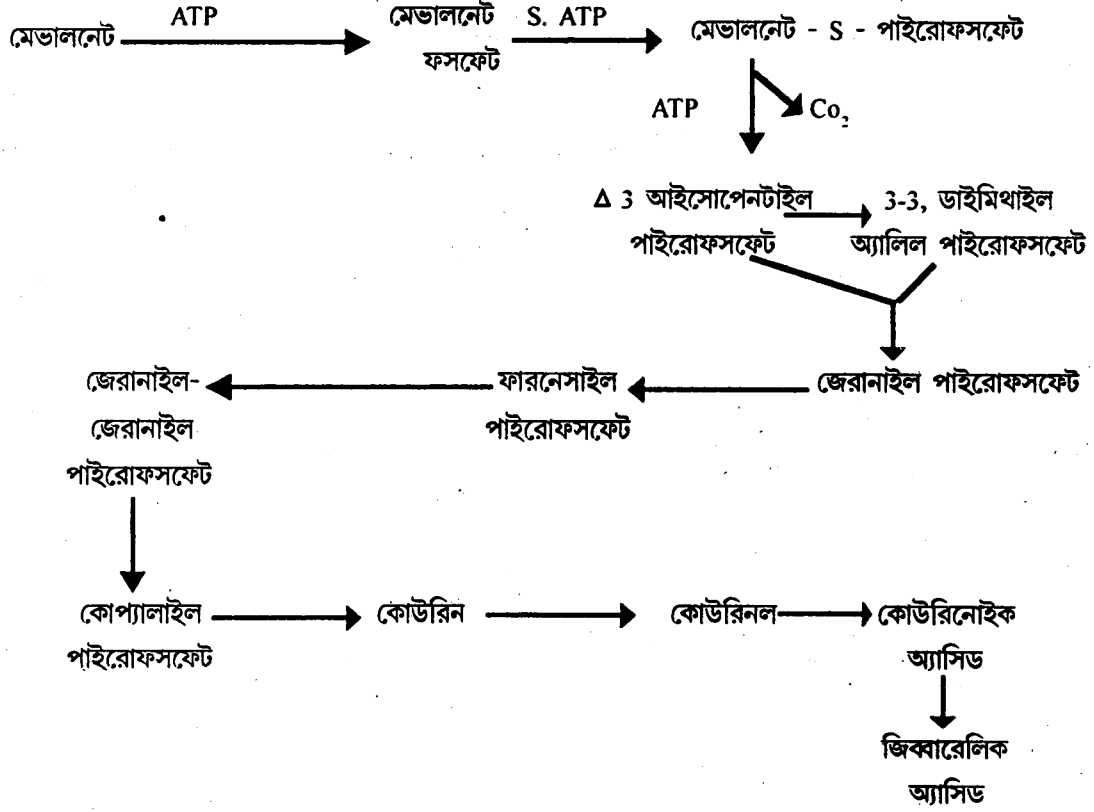 ATP
মেভালনেট
মেভালনেট
ফসফেট
S. ATP
মেভালনেট - S - পাইরোফসফেট
ATP
Co₂
Δ 3 আইসোপেনটাইল
পাইরোফসফেট
3-3, ডাইমিথাইল
অ্যালিল পাইরোফসফেট
জেরানাইল পাইরোফসফেট
ফারনেসাইল
পাইরোফসফেট
জেরানাইল-
জেরানাইল
পাইরোফসফেট
কোপ্যালাইল
পাইরোফসফেট
কোউরিন
কোউরিনল
কোউরিনোইক
অ্যাসিড
জিব্বারেলিক
অ্যাসিড